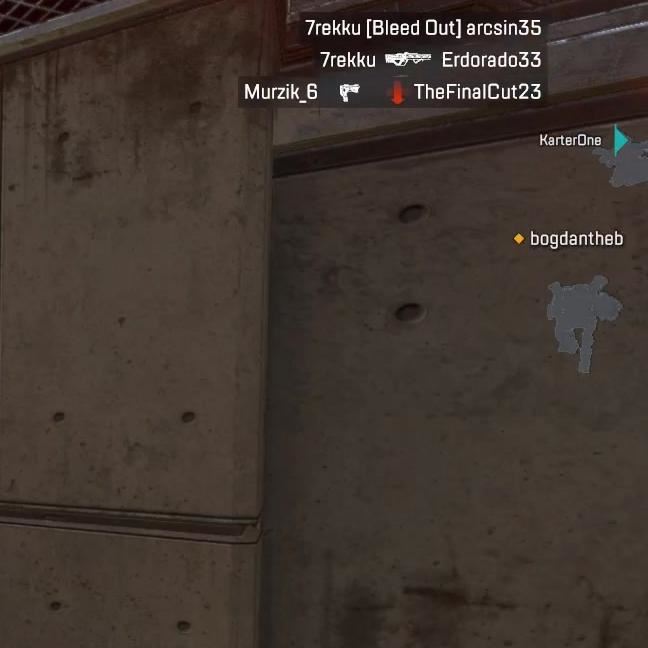 7rekku [Bleed Out] arcsin35
7rekku Erdorado33
Murzik_6 TheFinalCut23
KarterOne
bogdantheb